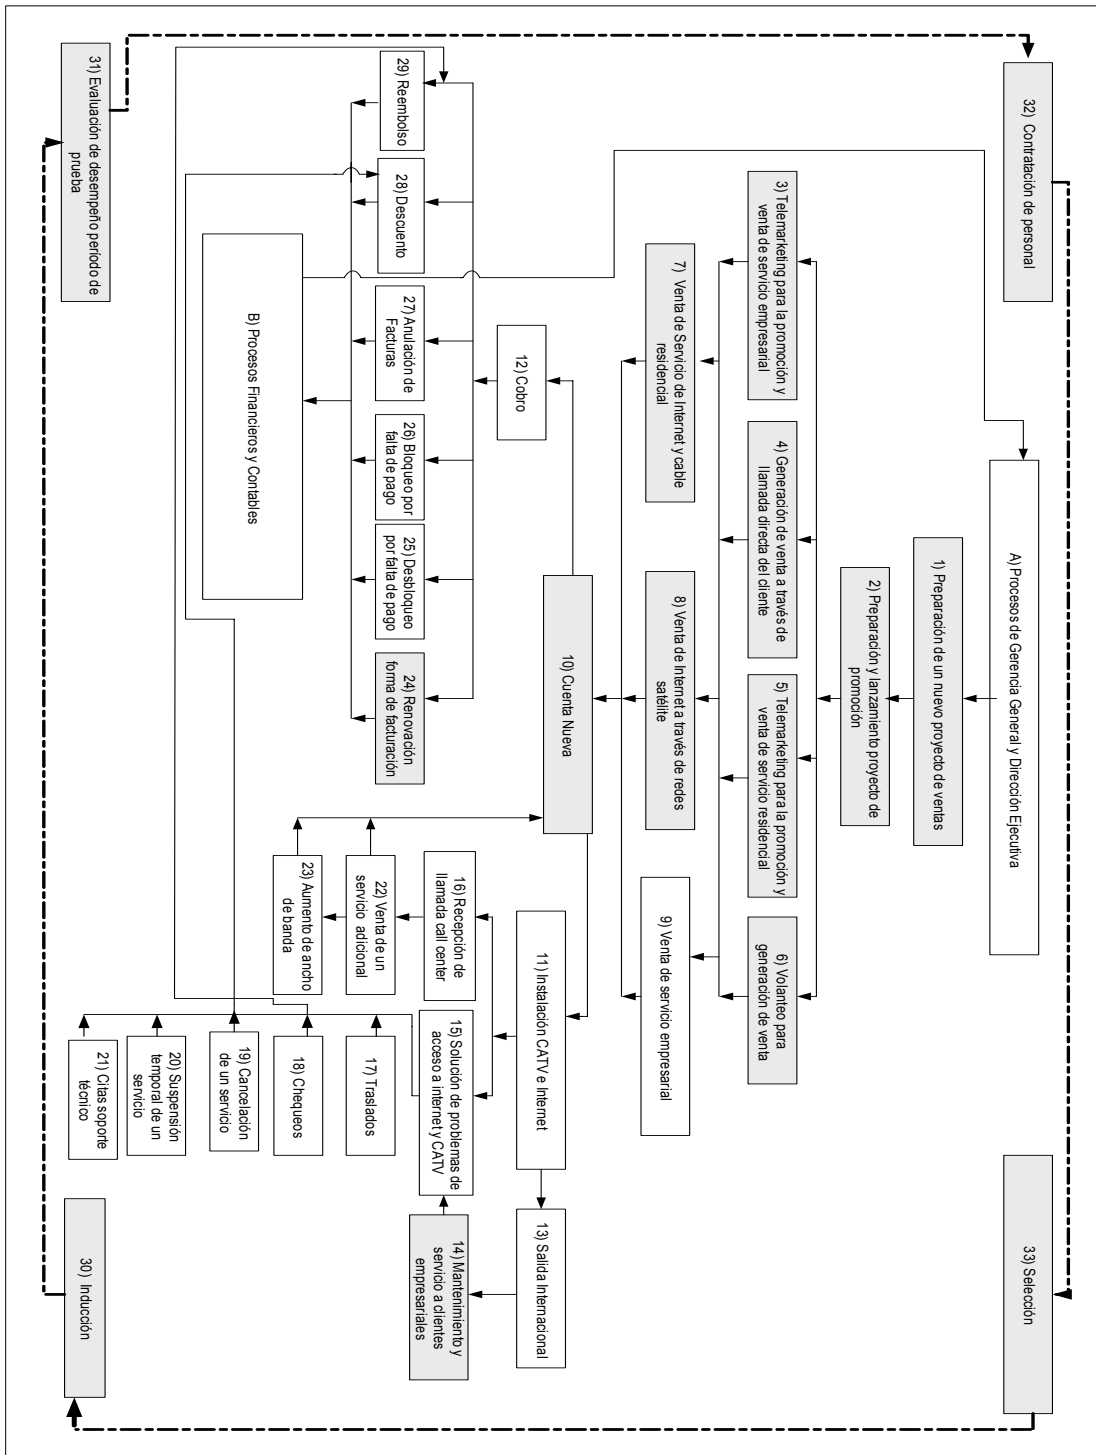 32) Contratación de personal
33) Selección
A) Procesos de Gerencia General y Dirección Ejecutiva
1) Preparación de un nuevo proyecto de ventas
2) Preparación y lanzamiento proyecto de
promoción
3) Telemarketing para la promoción y
venta de servicio empresarial
4) Generación de venta a través de
llamada directa del cliente
5) Telemarketing para la promoción y
venta de servicio residencial
6) Volanteo para
generación de venta
7) Venta de Servicio de Internet y cable
residencial
8) Venta de Internet a través de redes
satélite
9) Venta de servicio empresarial
10) Cuenta Nueva
11) Instalación CATV e Internet
12) Cobro
13) Salida Internacional
29) Reembolso
28) Descuento
27) Anulación de
Facturas
26) Bloqueo por
falta de pago
25) Desbloqueo
por falta de pago
24) Renovación
forma de facturación
16) Recepción de
llamada call center
15) Solución de problemas de
acceso a internet y CATV
14) Mantenimiento y
servicio a clientes
empresariales
22) Venta de un
servicio adicional
17) Traslados
23) Aumento de ancho
de banda
18) Chequeos
B) Procesos Financieros y Contables
19) Cancelación
de un servicio
20) Suspensión
temporal de un
servicio
21) Citas soporte
técnico
31) Evaluación de desempeño período de
prueba
30) Inducción